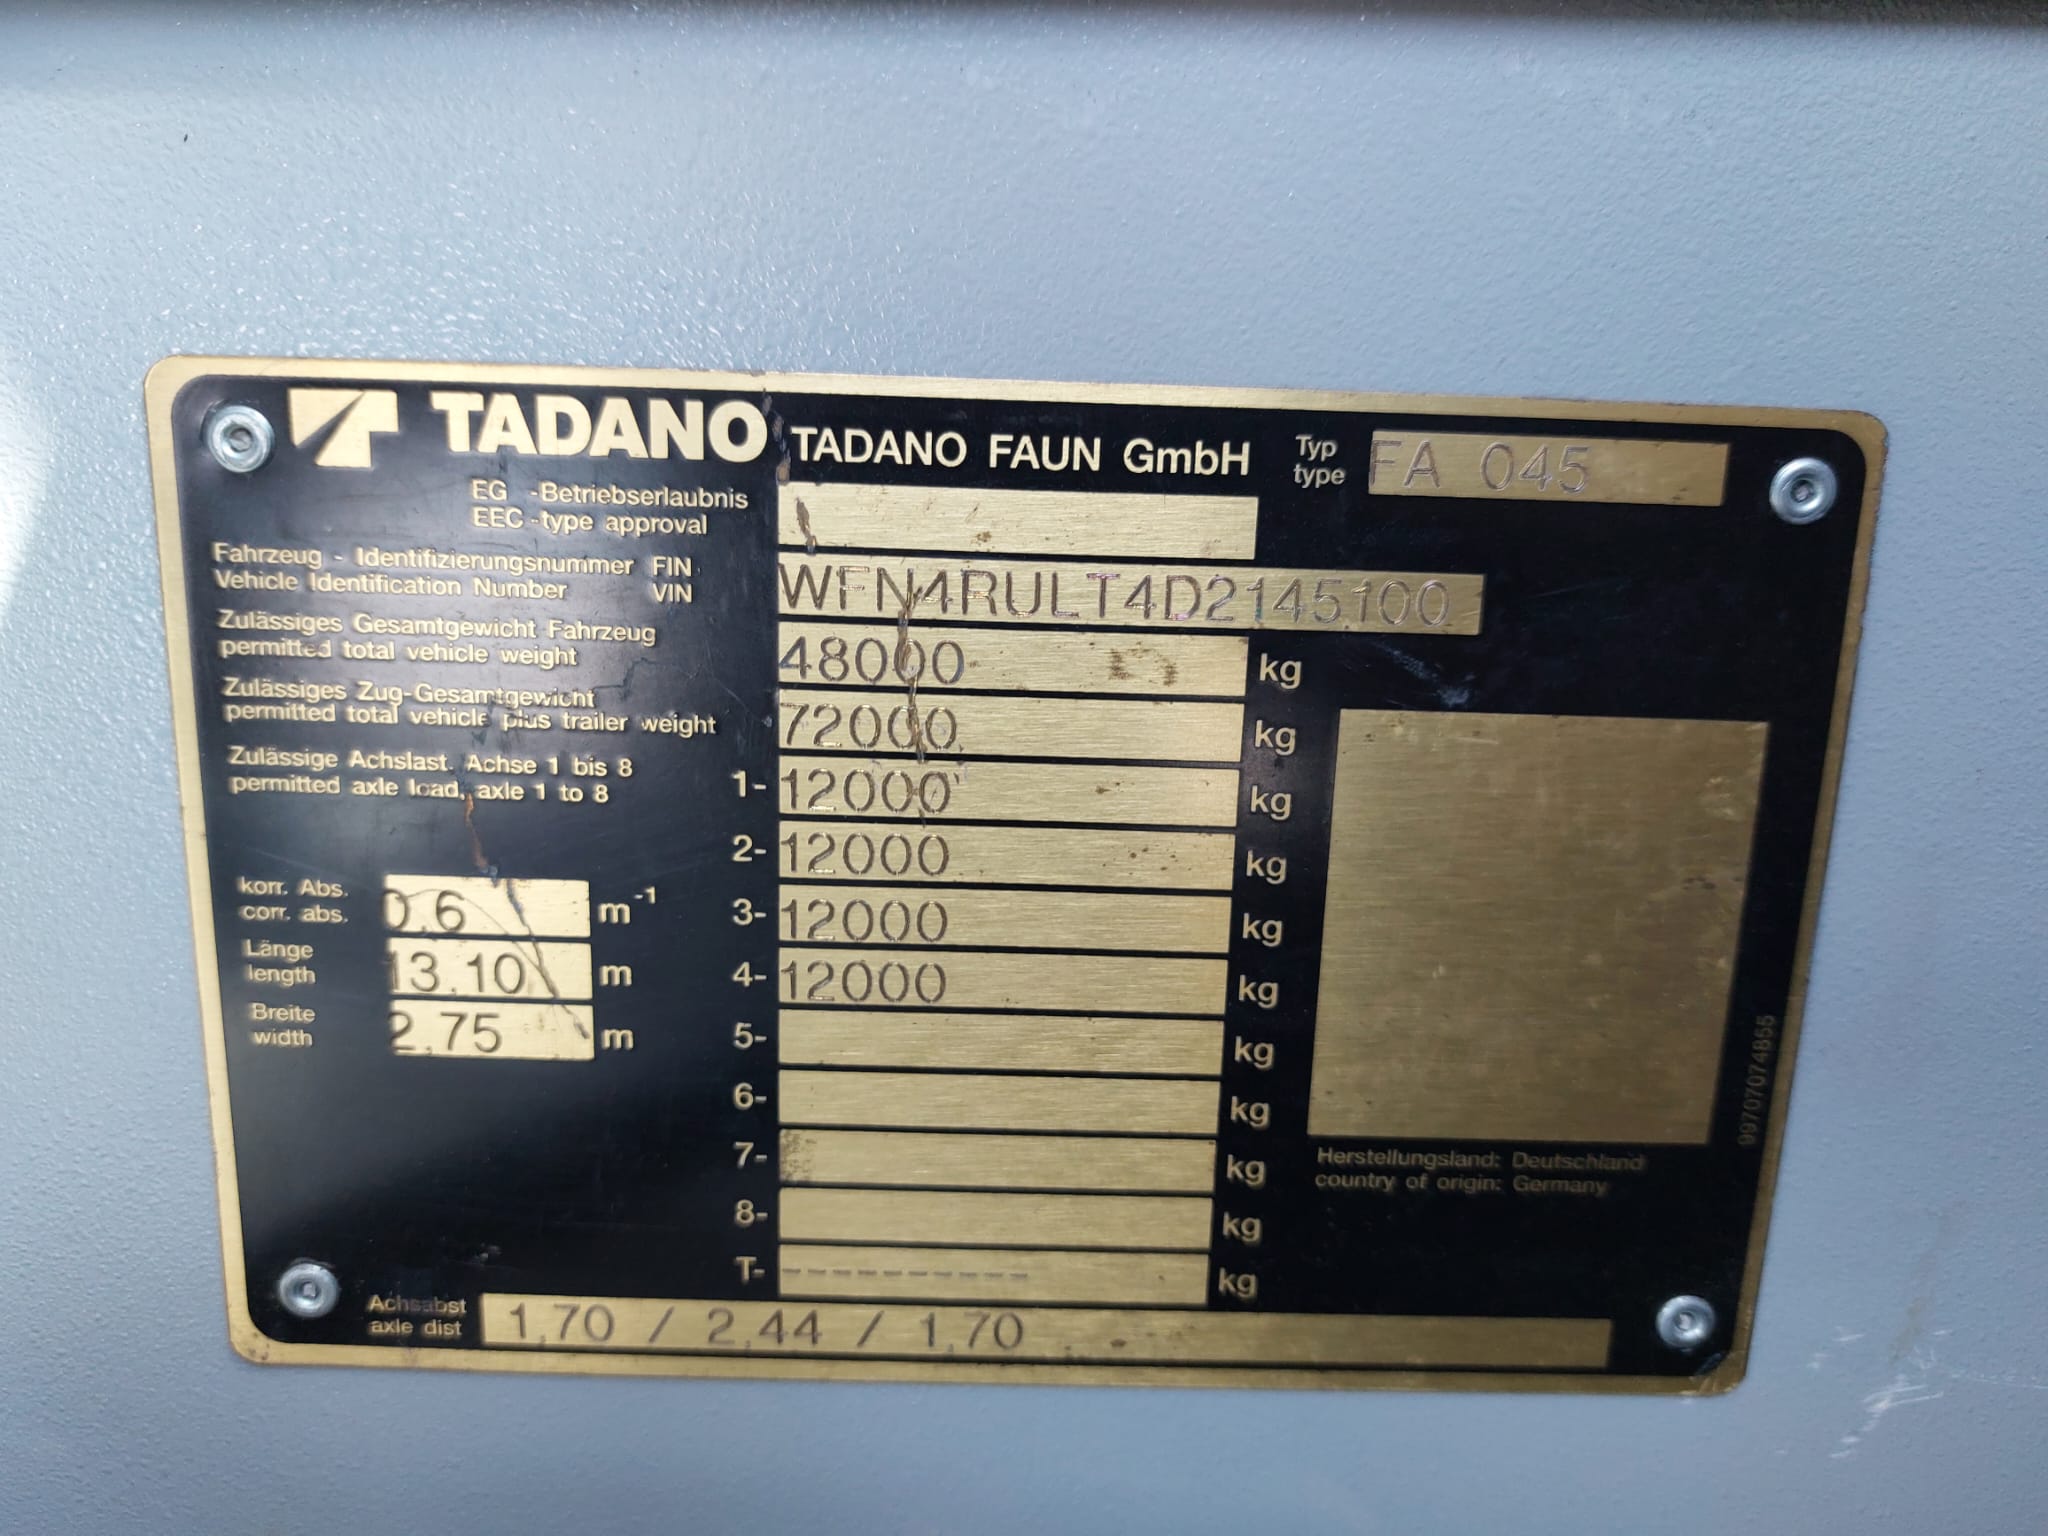 TADANO TADANO FAUN GmbH Typ FA 045
type
EG -Betriebserlaubnis
EEC -type approval
Fahrzeug - Identifizierungsnummer FIN
Vehicle Identification Number VIN
WFN4RULT4D2145100
Zulässiges Gesamtgewicht Fahrzeug
permitted total vehicle weight
48000 kg
Zulässiges Zug-Gesamtgewicht
permitted total vehicle plus trailer weight
72000 kg
Zulässige Achslast. Achse 1 bis 8
permitted axle load, axle 1 to 8
1- 12000 kg
2- 12000 kg
korr. Abs.
corr. abs.
0,6 m-1
3- 12000 kg
Länge
length
13,10 m
4- 12000 kg
Breite
width
2,75 m
5- kg
6- kg
7- kg
8- kg
T- ---------- kg
Herstellungsland: Deutschland
country of origin: Germany
99707074855
Achsabst
axle dist
1,70 / 2,44 / 1,70